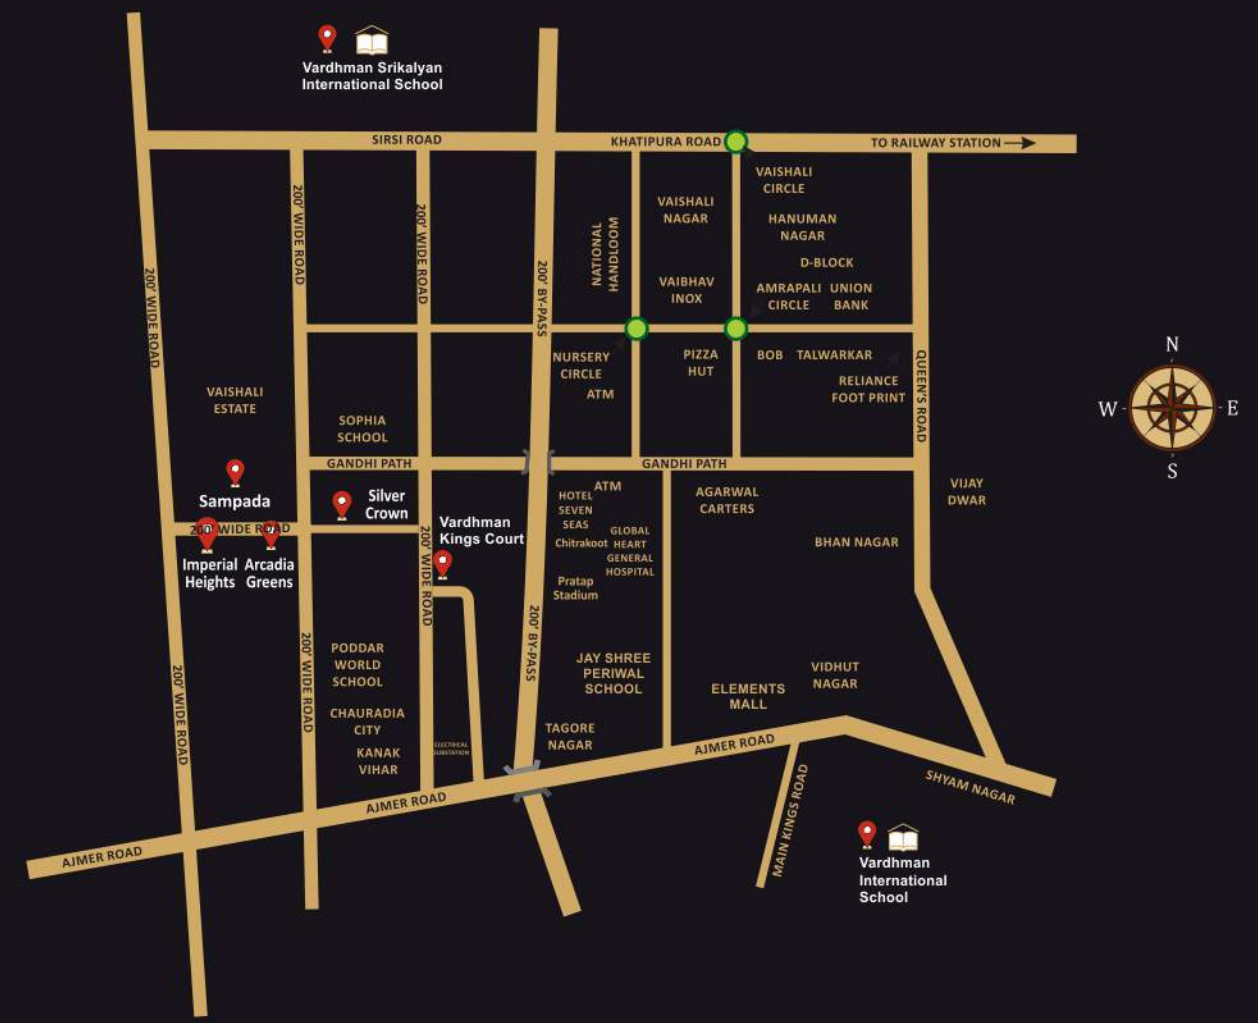 Vardhman Srikalyan
International School
SIRSI ROAD
KHATIPURA ROAD
TO RAILWAY STATION
VAISHALI
CIRCLE
200' WIDE ROAD
200' WIDE ROAD
200' WIDE ROAD
200' BY-PASS
NATIONAL
HANDLOOM
VAISHALI
NAGAR
HANUMAN
NAGAR
D-BLOCK
VAIBHAV
INOX
AMRAPALI
CIRCLE
UNION
BANK
NURSERY
CIRCLE
ATM
PIZZA
HUT
BOB
TALWARKAR
RELIANCE
FOOT PRINT
QUEEN'S ROAD
N
W
E
S
VAISHALI
ESTATE
SOPHIA
SCHOOL
GANDHI PATH
GANDHI PATH
Sampada
Silver
Crown
200' WIDE ROAD
Imperial
Heights
Arcadia
Greens
Vardhman
Kings Court
200' WIDE ROAD
ATM
HOTEL
SEVEN
SEAS
Chitrakoot
GLOBAL
HEART
GENERAL
HOSPITAL
Pratap
Stadium
AGARWAL
CARTERS
VIJAY
DWAR
BHAN NAGAR
200' WIDE ROAD
200' WIDE ROAD
200' BY-PASS
PODDAR
WORLD
SCHOOL
CHAURADIA
CITY
KANAK
VIHAR
ELECTRICAL
SUBSTATION
JAY SHREE
PERIWAL
SCHOOL
TAGORE
NAGAR
ELEMENTS
MALL
VIDHUT
NAGAR
AJMER ROAD
AJMER ROAD
AJMER ROAD
SHYAM NAGAR
MAIN KINGS ROAD
Vardhman
International
School